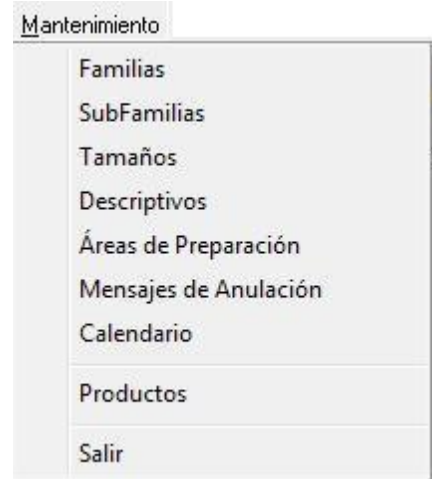 Mantenimiento
Familias
SubFamilias
Tamaños
Descriptivos
Áreas de Preparación
Mensajes de Anulación
Calendario
Productos
Salir